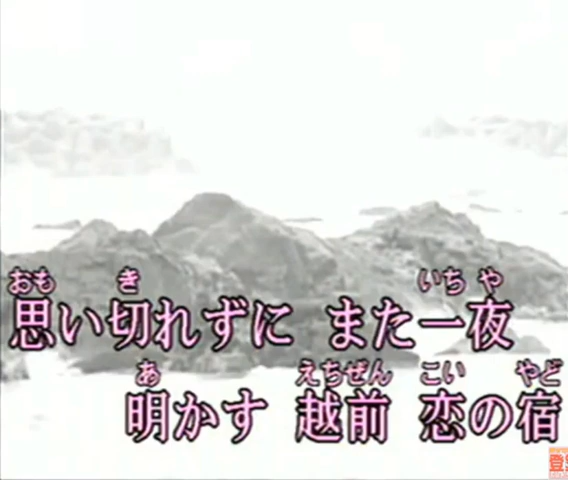 おも き いち や
思い切れずに また一夜
あ えちぜん こい やど
明かす 越前 恋の宿
登